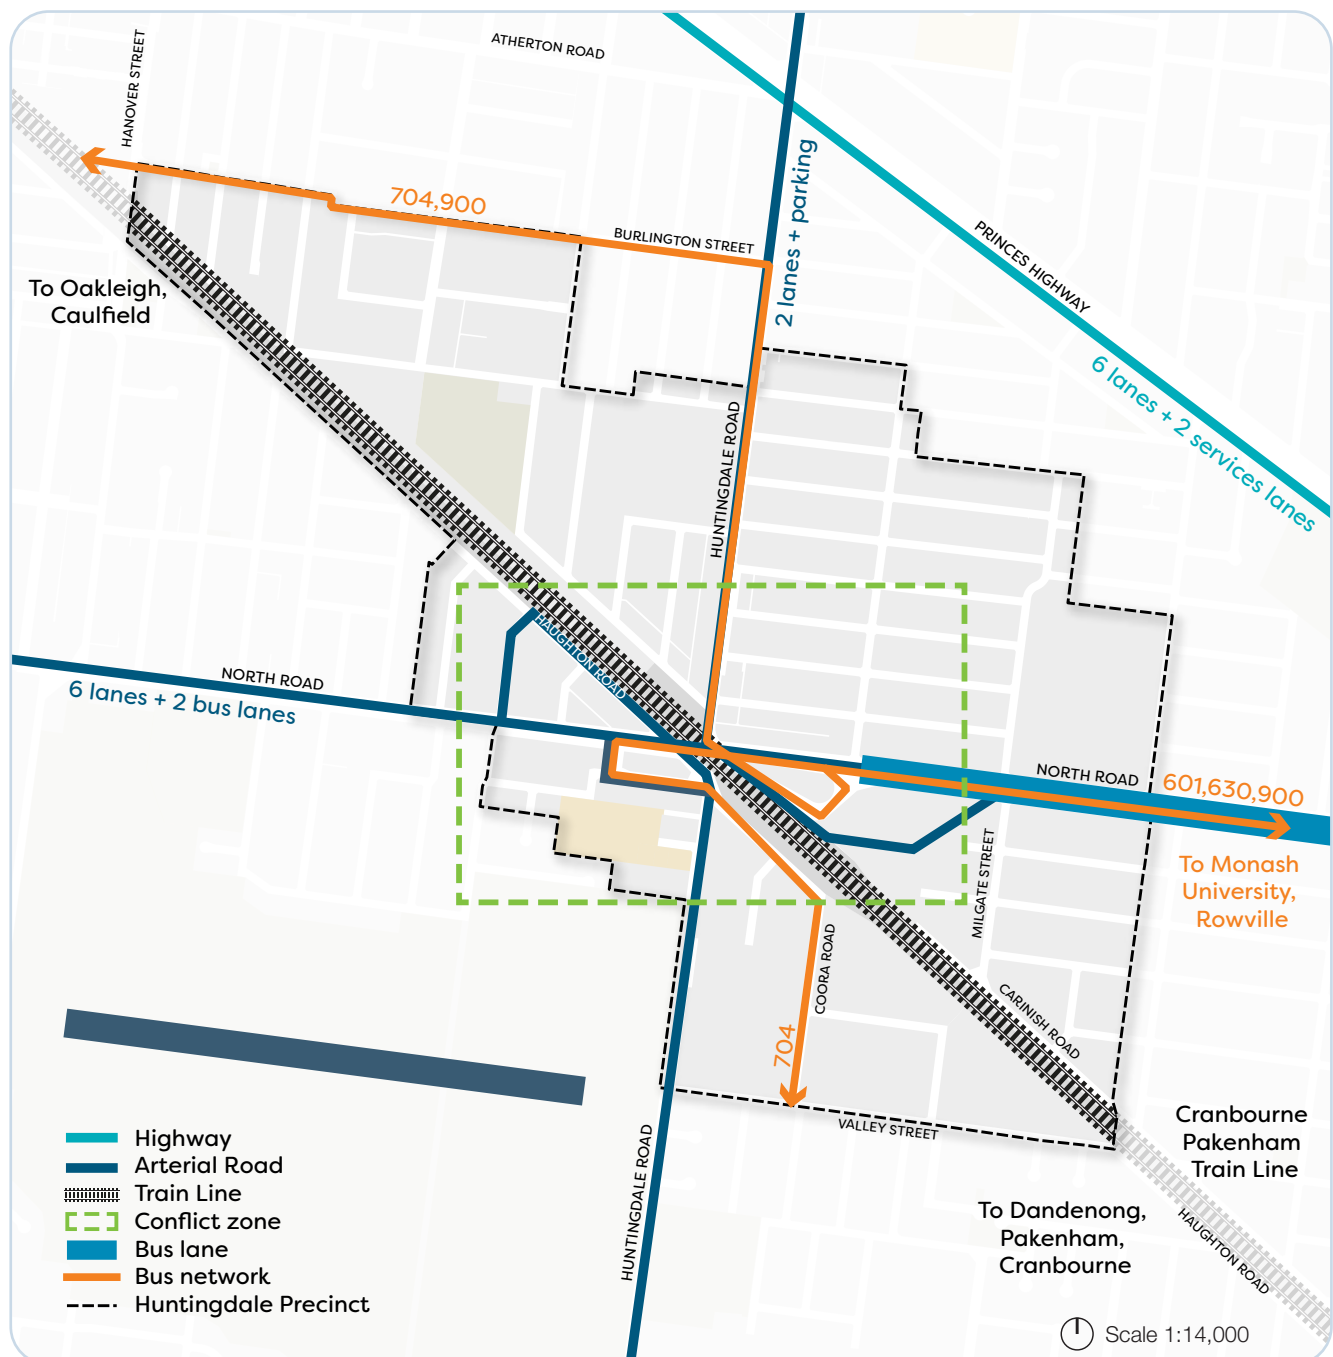 ATHERTON ROAD
HANOVER STREET
704,900
BURLINGTON STREET
2 lanes + parking
PRINCES HIGHWAY
6 lanes + 2 services lanes
To Oakleigh,
Caulfield
HUNTINGDALE ROAD
HAUGHTON ROAD
NORTH ROAD
6 lanes + 2 bus lanes
NORTH ROAD
601,630,900
To Monash
University,
Rowville
MILGATE STREET
COORA ROAD
CARINISH ROAD
704
VALLEY STREET
HUNTINGDALE ROAD
Cranbourne
Pakenham
Train Line
To Dandenong,
Pakenham,
Cranbourne
HAUGHTON ROAD
Highway
Arterial Road
Train Line
Conflict zone
Bus lane
Bus network
Huntingdale Precinct
Scale 1:14,000